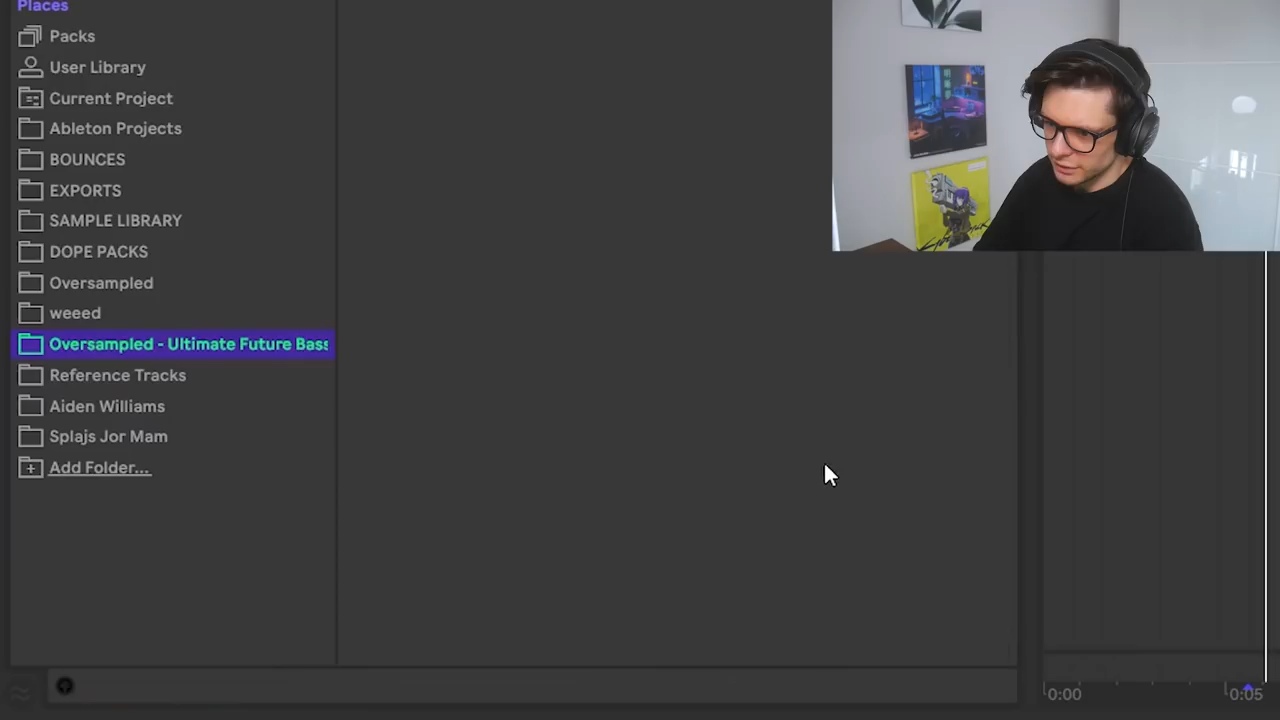 Places
Packs
User Library
Current Project
Ableton Projects
BOUNCES
EXPORTS
SAMPLE LIBRARY
DOPE PACKS
Oversampled
weeed
Oversampled - Ultimate Future Bass
Reference Tracks
Aiden Williams
Splajs Jor Mam
Add Folder...
0:00
0:05